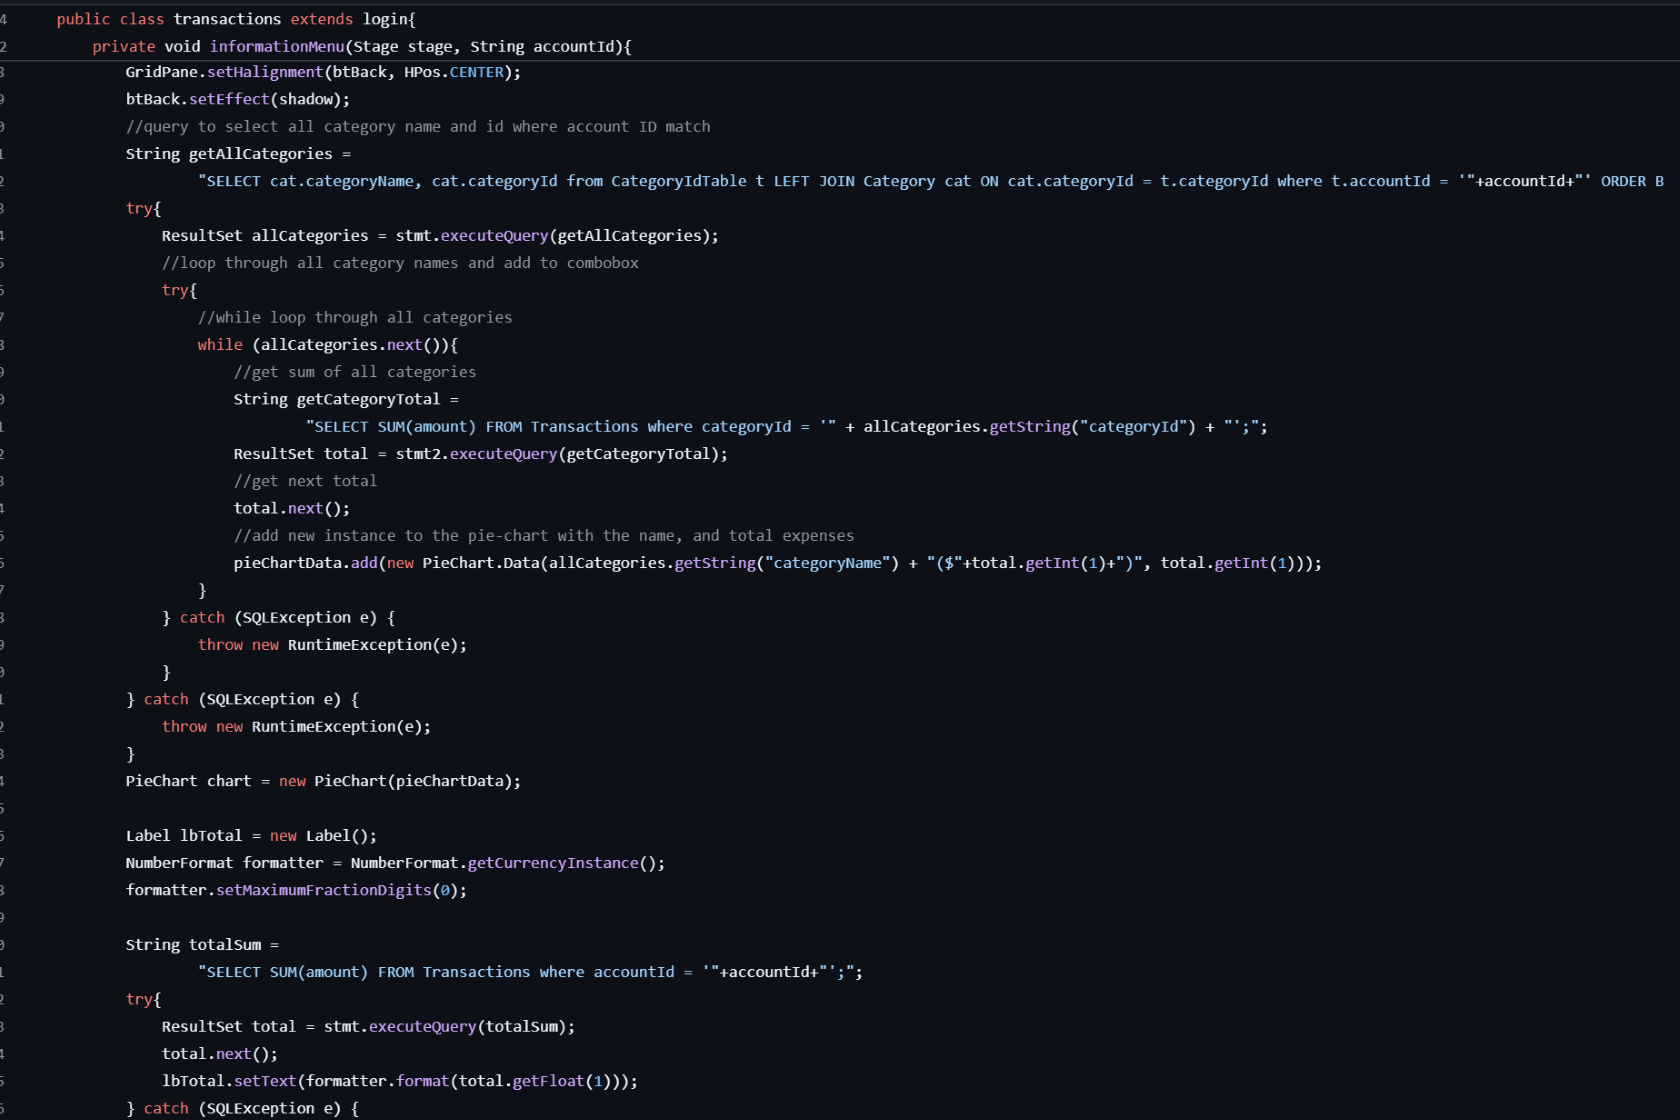 4 public class transactions extends login{
2 private void informationMenu(Stage stage, String accountId){
3 GridPane.setHalignment(btBack, HPos.CENTER);
9 btBack.setEffect(shadow);
0 //query to select all category name and id where account ID match
1 String getAllCategories =
2 "SELECT cat.categoryName, cat.categoryId from CategoryIdTable t LEFT JOIN Category cat ON cat.categoryId = t.categoryId where t.accountId = '"+accountId+"' ORDER B
3 try{
4 ResultSet allCategories = stmt.executeQuery(getAllCategories);
5 //loop through all category names and add to combobox
6 try{
7 //while loop through all categories
8 while (allCategories.next()){
9 //get sum of all categories
0 String getCategoryTotal =
1 "SELECT SUM(amount) FROM Transactions where categoryId = '" + allCategories.getString("categoryId") + "';";
2 ResultSet total = stmt2.executeQuery(getCategoryTotal);
3 //get next total
4 total.next();
5 //add new instance to the pie-chart with the name, and total expenses
6 pieChartData.add(new PieChart.Data(allCategories.getString("categoryName") + "($"+total.getInt(1)+")", total.getInt(1)));
7 }
8 } catch (SQLException e) {
9 throw new RuntimeException(e);
0 }
1 } catch (SQLException e) {
2 throw new RuntimeException(e);
3 }
4 PieChart chart = new PieChart(pieChartData);
5
6 Label lbTotal = new Label();
7 NumberFormat formatter = NumberFormat.getCurrencyInstance();
8 formatter.setMaximumFractionDigits(0);
9
0 String totalSum =
1 "SELECT SUM(amount) FROM Transactions where accountId = '"+accountId+"';";
2 try{
3 ResultSet total = stmt.executeQuery(totalSum);
4 total.next();
5 lbTotal.setText(formatter.format(total.getFloat(1)));
6 } catch (SQLException e) {